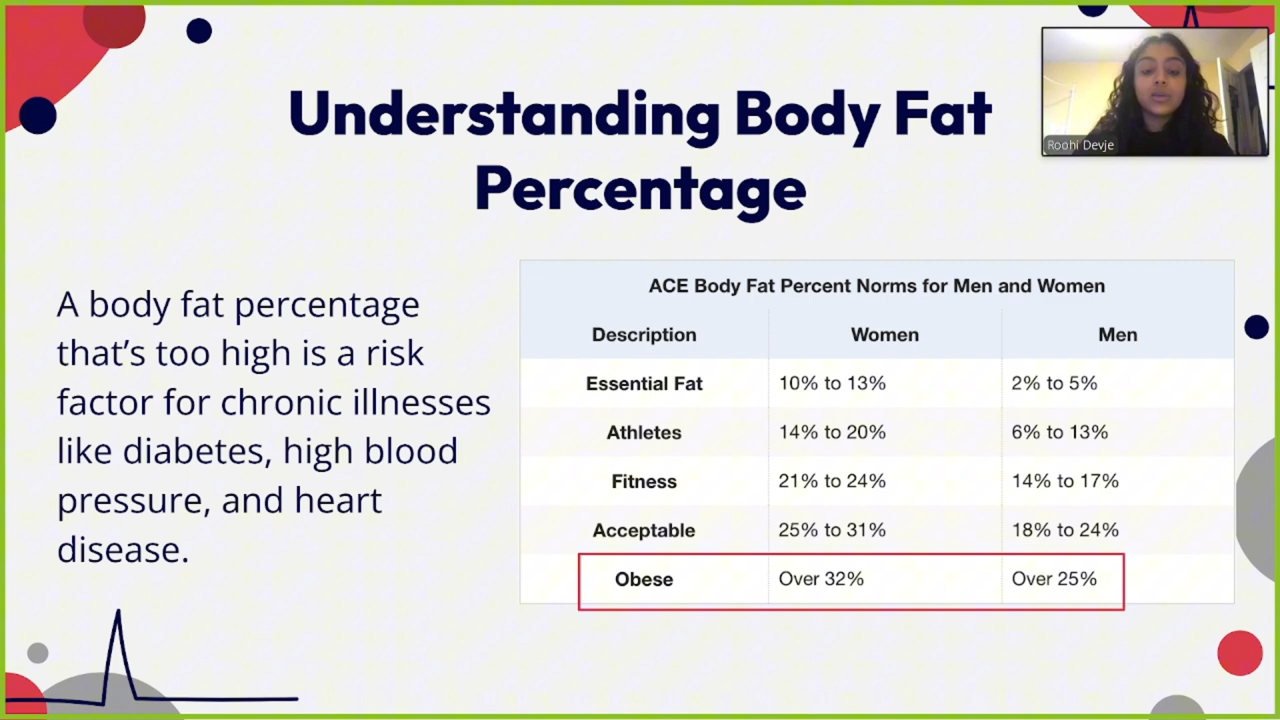 Understanding Body Fat
Percentage
Roohi Devje
A body fat percentage
that’s too high is a risk
factor for chronic illnesses
like diabetes, high blood
pressure, and heart
disease.
ACE Body Fat Percent Norms for Men and Women
Description Women Men
Essential Fat 10% to 13% 2% to 5%
Athletes 14% to 20% 6% to 13%
Fitness 21% to 24% 14% to 17%
Acceptable 25% to 31% 18% to 24%
Obese Over 32% Over 25%